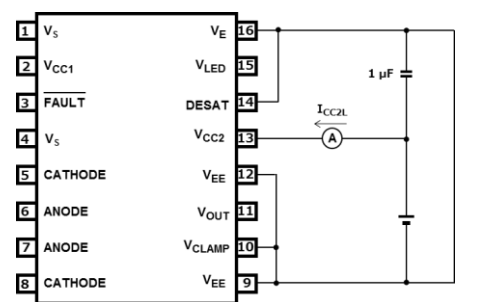 1 VS VE 16
2 VCC1 VLED 15
3 FAULT DESAT 14
4 VS VCC2 13
5 CATHODE VEE 12
6 ANODE VOUT 11
7 ANODE VCLAMP 10
8 CATHODE VEE 9
1 µF
ICC2L
A